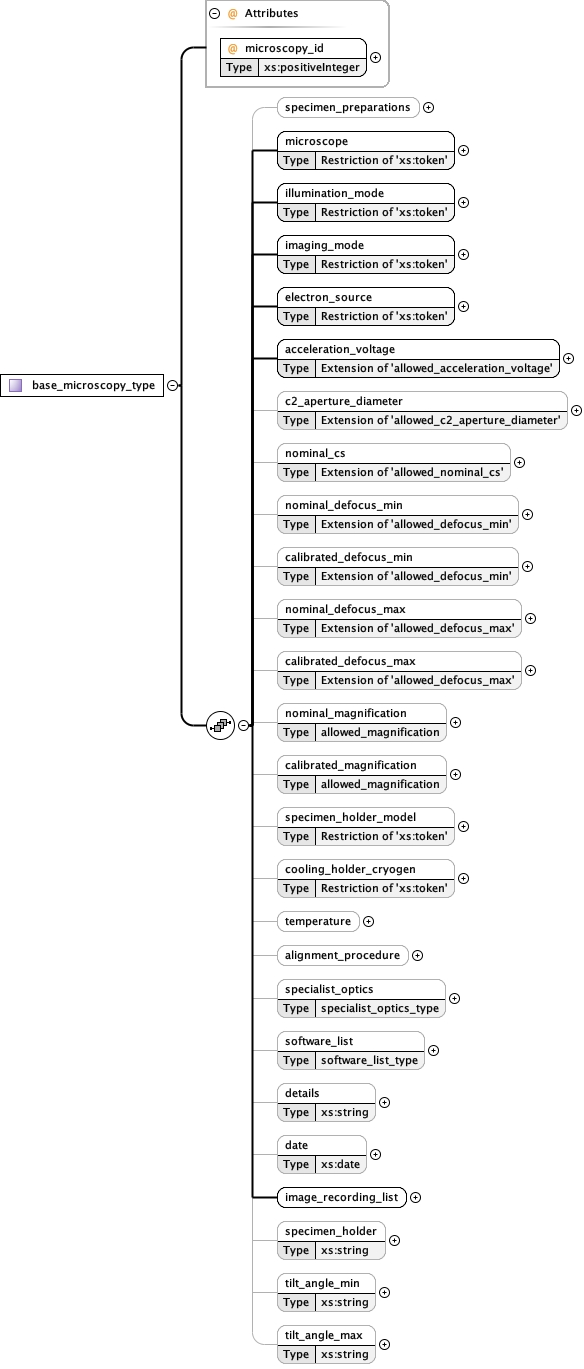 @ Attributes
@ microscopy_id
Type xs:positiveInteger
specimen_preparations
microscope
Type Restriction of 'xs:token'
illumination_mode
Type Restriction of 'xs:token'
imaging_mode
Type Restriction of 'xs:token'
electron_source
Type Restriction of 'xs:token'
acceleration_voltage
Type Extension of 'allowed_acceleration_voltage'
base_microscopy_type
c2_aperture_diameter
Type Extension of 'allowed_c2_aperture_diameter'
nominal_cs
Type Extension of 'allowed_nominal_cs'
nominal_defocus_min
Type Extension of 'allowed_defocus_min'
calibrated_defocus_min
Type Extension of 'allowed_defocus_min'
nominal_defocus_max
Type Extension of 'allowed_defocus_max'
calibrated_defocus_max
Type Extension of 'allowed_defocus_max'
nominal_magnification
Type allowed_magnification
calibrated_magnification
Type allowed_magnification
specimen_holder_model
Type Restriction of 'xs:token'
cooling_holder_cryogen
Type Restriction of 'xs:token'
temperature
alignment_procedure
specialist_optics
Type specialist_optics_type
software_list
Type software_list_type
details
Type xs:string
date
Type xs:date
image_recording_list
specimen_holder
Type xs:string
tilt_angle_min
Type xs:string
tilt_angle_max
Type xs:string